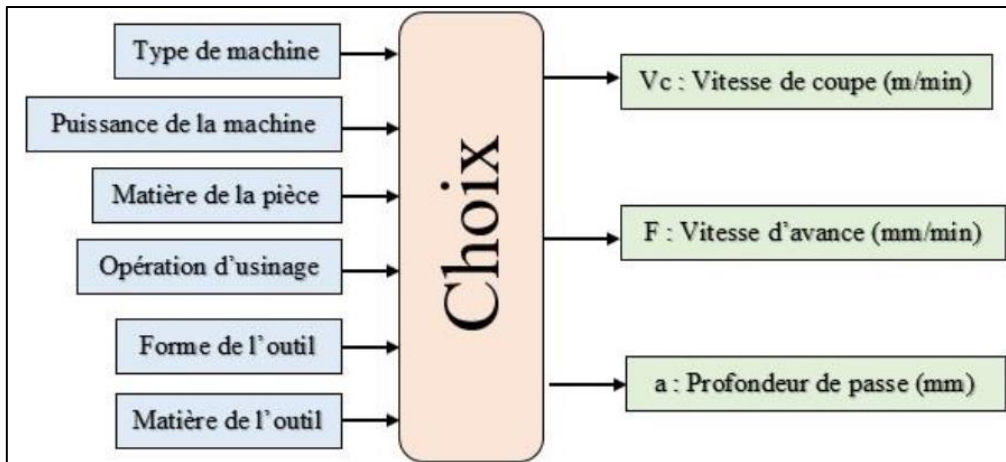 Type de machine
Puissance de la machine
Matière de la pièce
Opération d'usinage
Forme de l'outil
Matière de l'outil
Choix
Vc : Vitesse de coupe (m/min)
F : Vitesse d'avance (mm/min)
a : Profondeur de passe (mm)